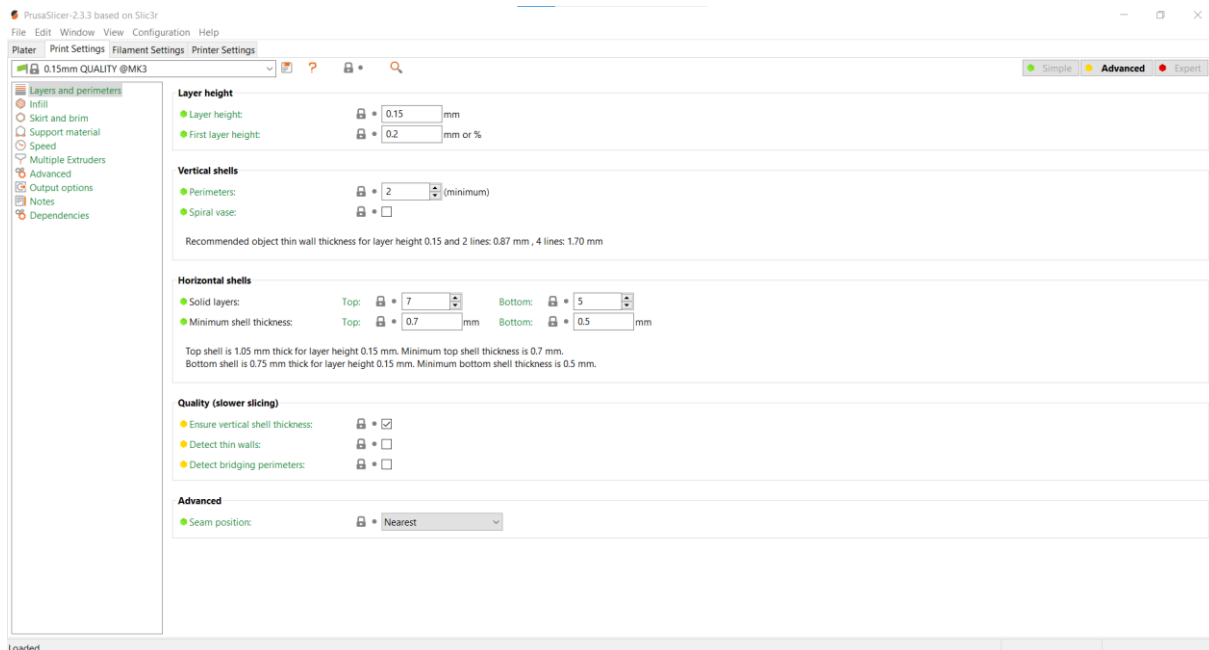 PrusaSlicer-2.3.3 based on Slic3r
File Edit Window View Configuration Help
Plater Print Settings Filament Settings Printer Settings
0.15mm QUALITY @MK3 ? Simple Advanced Expert
Layers and perimeters
Infill
Skirt and brim
Support material
Speed
Multiple Extruders
Advanced
Output options
Notes
Dependencies
Layer height
Layer height: 0.15 mm
First layer height: 0.2 mm or %
Vertical shells
Perimeters: 2 (minimum)
Spiral vase:
Recommended object thin wall thickness for layer height 0.15 and 2 lines: 0.87 mm , 4 lines: 1.70 mm
Horizontal shells
Solid layers: Top: 7 Bottom: 5
Minimum shell thickness: Top: 0.7 mm Bottom: 0.5 mm
Top shell is 1.05 mm thick for layer height 0.15 mm. Minimum top shell thickness is 0.7 mm.
Bottom shell is 0.75 mm thick for layer height 0.15 mm. Minimum bottom shell thickness is 0.5 mm.
Quality (slower slicing)
Ensure vertical shell thickness:
Detect thin walls:
Detect bridging perimeters:
Advanced
Seam position: Nearest
Loaded